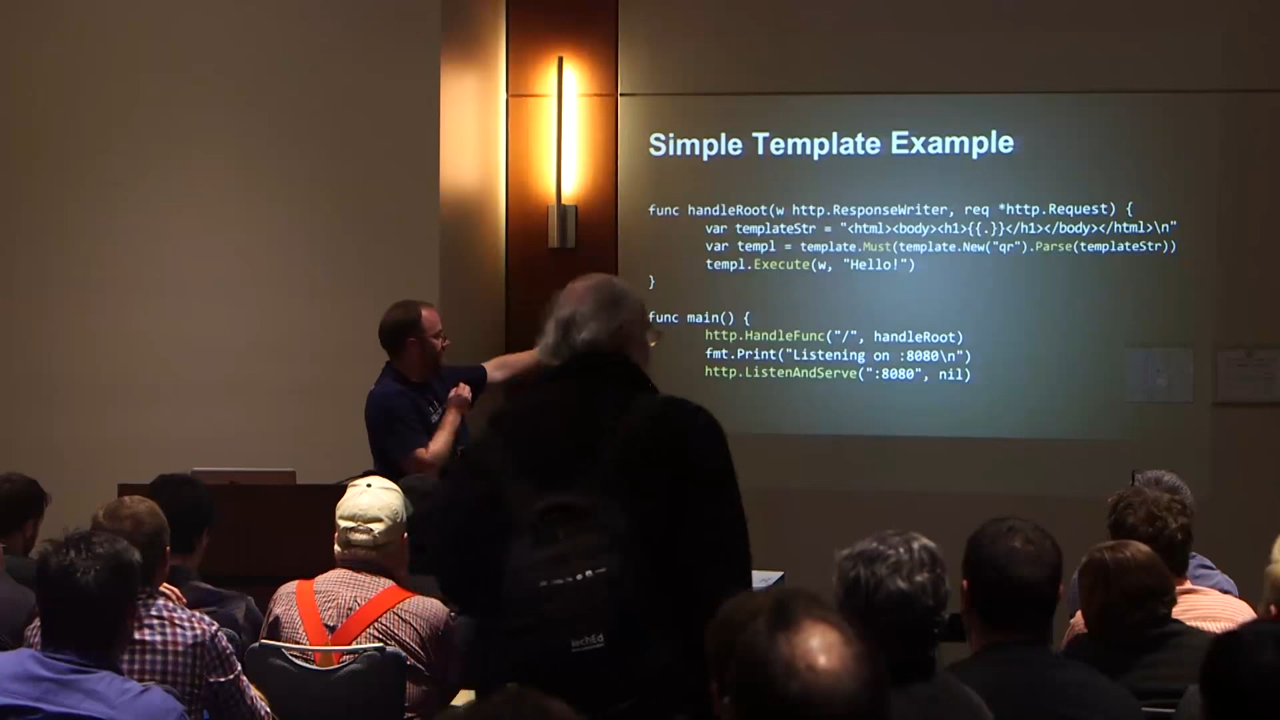 Simple Template Example
func handleRoot(w http.ResponseWriter, req *http.Request) {
var templateStr = "<html><body><h1>{{.}}</h1></body></html>\n"
var templ = template.Must(template.New("qr").Parse(templateStr))
templ.Execute(w, "Hello!")
}
func main() {
http.HandleFunc("/", handleRoot)
fmt.Print("Listening on :8080\n")
http.ListenAndServe(":8080", nil)
techEd